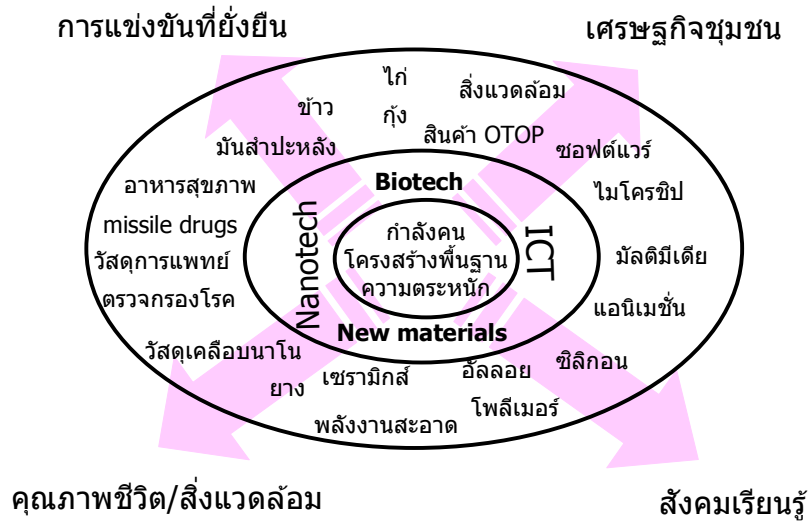 การแข่งขันที่ยั่งยืน
เศรษฐกิจชุมชน
ไก่
สิ่งแวดล้อม
ข้าว
กุ้ง
สินค้า OTOP
มันสำปะหลัง
ซอฟต์แวร์
อาหารสุขภาพ
Biotech
ไมโครชิป
missile drugs
Nanotech
กำลังคน
ICT
โครงสร้างพื้นฐาน
มัลติมีเดีย
วัสดุการแพทย์
ความตระหนัก
ตรวจกรองโรค
แอนิเมชั่น
New materials
วัสดุเคลือบนาโน
ซิลิกอน
อัลลอย
เซรามิกส์
ยาง
โพลีเมอร์
พลังงานสะอาด
คุณภาพชีวิต/สิ่งแวดล้อม
สังคมเรียนรู้